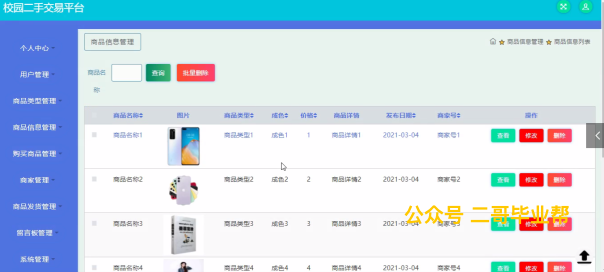 校园二手交易平台
个人中心
用户管理
商品类型管理
商品信息管理
购买商品管理
商家管理
商品发货管理
留言板管理
系统管理
商品信息管理
商品信息管理 商品信息列表
商品名称 查询 批量删除
商品名称 图片 商品类型 成色 价格 商品详情 发布日期 商家号 操作
商品名称1 商品类型1 成色1 1 商品详情1 2021-03-04 商家号1 查看 修改 删除
商品名称2 商品类型2 成色2 2 商品详情2 2021-03-04 商家号2 查看 修改 删除
商品名称3 商品类型3 成色3 3 商品详情3 2021-03-04 商家号3 查看 修改 删除
商品名称4 商品类型4 成色4 4 商品详情4 2021-03-04 商家号4 查看 修改 删除
公众号 二哥毕业帮